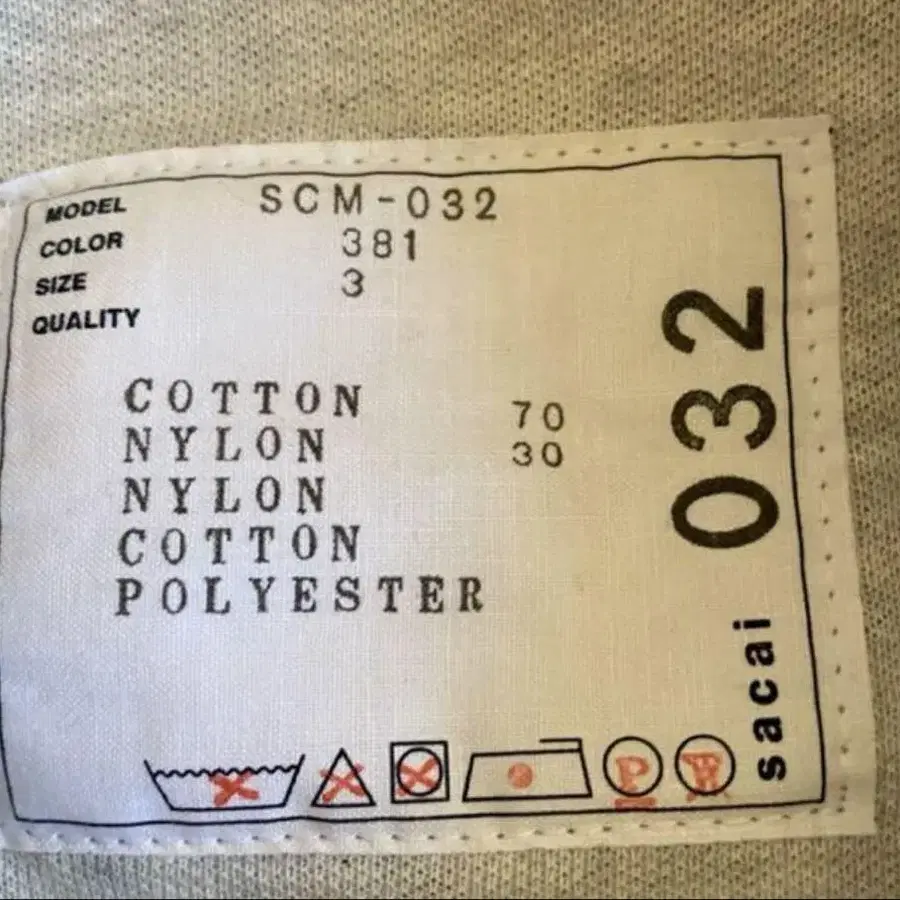 MODEL SCM-032
COLOR 381
SIZE 3
QUALITY
COTTON 70
NYLON 30
NYLON
COTTON
POLYESTER
P
sacai 032